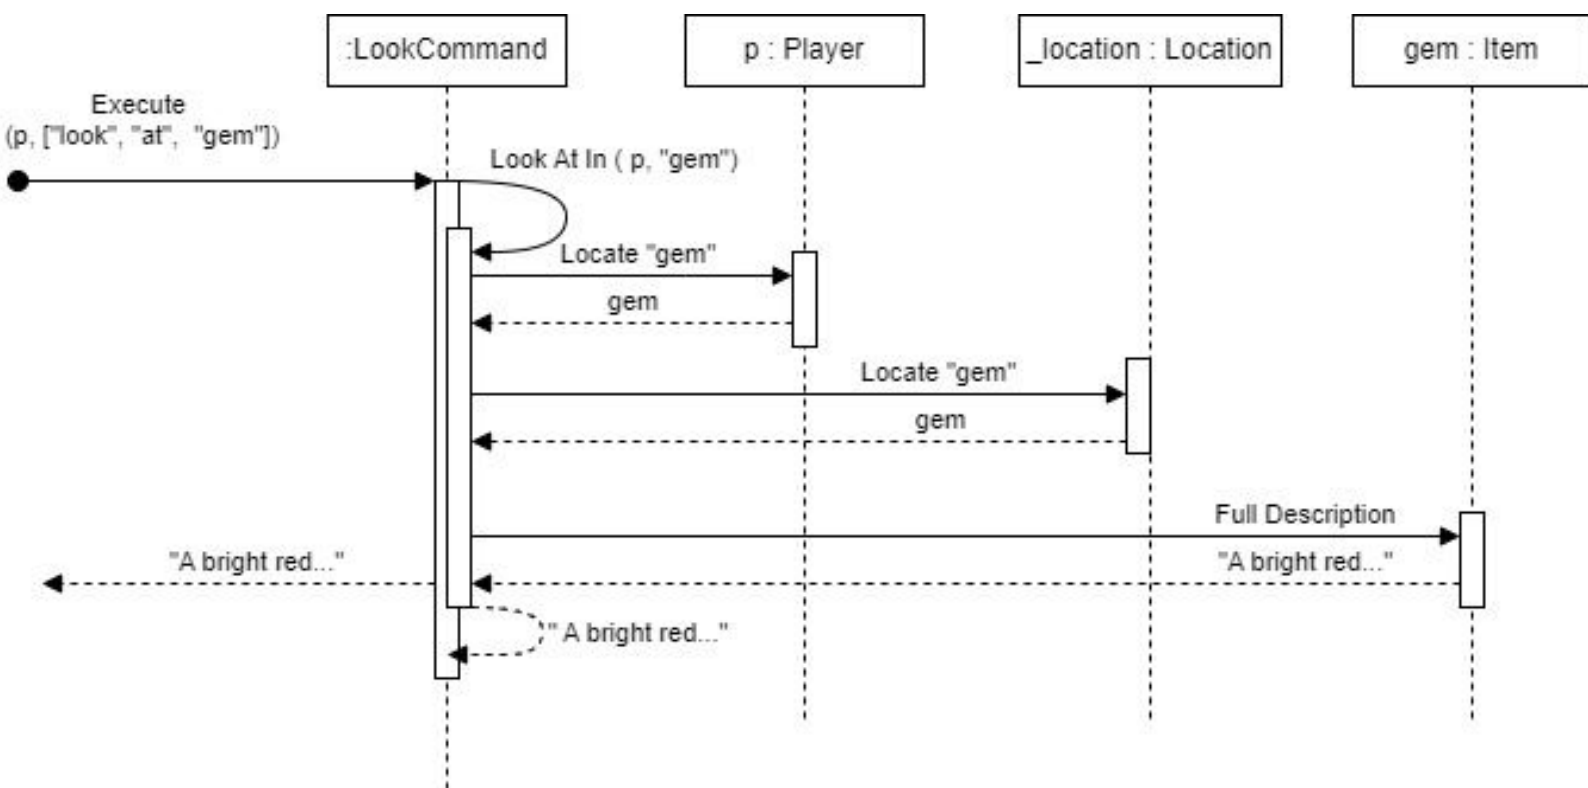 :LookCommand
p : Player
_location : Location
gem : Item
Execute
(p, ["look", "at", "gem"])
Look At In ( p, "gem")
Locate "gem"
gem
Locate "gem"
gem
Full Description
"A bright red..."
"A bright red..."
" A bright red..."